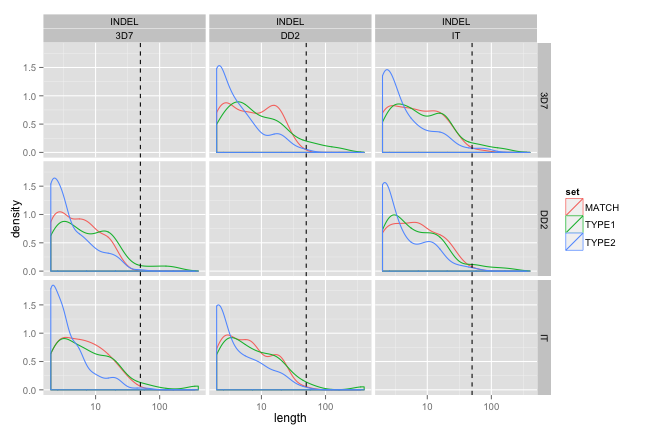 INDEL INDEL INDEL
3D7 DD2 IT
1.5
1.0
0.5
0.0
3D7
1.5
1.0
0.5
0.0
DD2
1.5
1.0
0.5
0.0
IT
density
10 100 10 100 10 100
length
set
MATCH
TYPE1
TYPE2